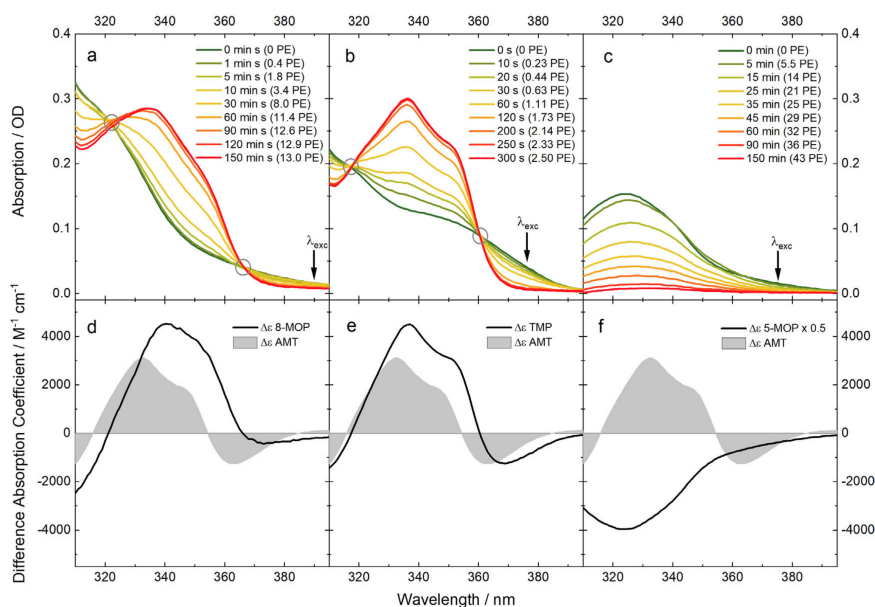 a
0 min s (0 PE)
1 min s (0.4 PE)
5 min s (1.8 PE)
10 min s (3.4 PE)
30 min s (8.0 PE)
60 min s (11.4 PE)
90 min s (12.6 PE)
120 min s (12.9 PE)
150 min s (13.0 PE)
λexc
b
0 s (0 PE)
10 s (0.23 PE)
20 s (0.44 PE)
30 s (0.63 PE)
60 s (1.11 PE)
120 s (1.73 PE)
200 s (2.14 PE)
250 s (2.33 PE)
300 s (2.50 PE)
λexc
c
0 min (0 PE)
5 min (5.5 PE)
15 min (14 PE)
25 min (21 PE)
35 min (25 PE)
45 min (29 PE)
60 min (32 PE)
90 min (36 PE)
150 min (43 PE)
λexc
320 340 360 380 320 340 360 380 320 340 360 380
Absorption / OD
0.4
0.3
0.2
0.1
0.0
0.4
0.3
0.2
0.1
0.0
d
Δε 8-MOP
Δε AMT
e
Δε TMP
Δε AMT
f
Δε 5-MOP x 0.5
Δε AMT
Difference Absorption Coefficient / M⁻¹ cm⁻¹
4000
2000
0
-2000
-4000
4000
2000
0
-2000
-4000
320 340 360 380 320 340 360 380 320 340 360 380
Wavelength / nm